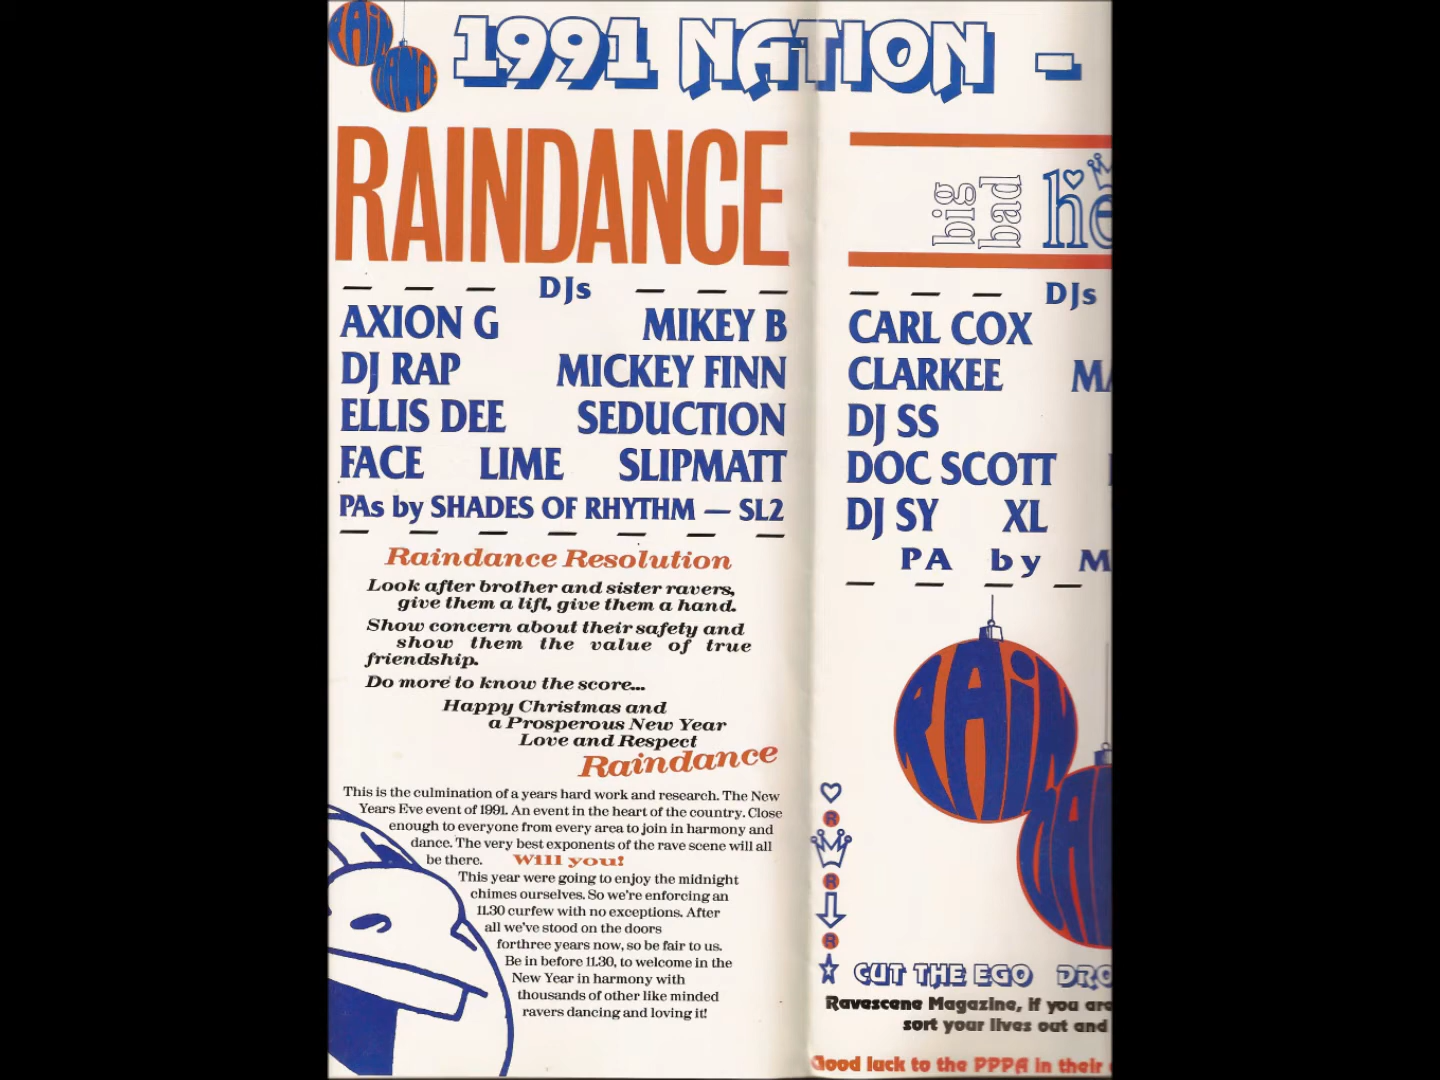 RAIN
DANCE
1991 NATION -
RAINDANCE
DJs
AXION G MIKEY B
DJ RAP MICKEY FINN
ELLIS DEE SEDUCTION
FACE LIME SLIPMATT
PAs by SHADES OF RHYTHM — SL2
Raindance Resolution
Look after brother and sister ravers,
give them a lift, give them a hand.
Show concern about their safety and
show them the value of true
friendship.
Do more to know the score...
Happy Christmas and
a Prosperous New Year
Love and Respect
Raindance
This is the culmination of a years hard work and research. The New
Years Eve event of 1991. An event in the heart of the country. Close
enough to everyone from every area to join in harmony and
dance. The very best exponents of the rave scene will all
be there. Will you!
This year were going to enjoy the midnight
chimes ourselves. So we're enforcing an
11.30 curfew with no exceptions. After
all we've stood on the doors
forthree years now, so be fair to us.
Be in before 11.30, to welcome in the
New Year in harmony with
thousands of other like minded
ravers dancing and loving it!
big
bad
he
DJs
CARL COX
CLARKEE MA
DJ SS
DOC SCOTT
DJ SY XL
PA by M
RAIN
DAN
R
R
R
CUT THE EGO DRO
Ravescene Magazine, if you are
sort your lives out and
Good luck to the PPPA in their